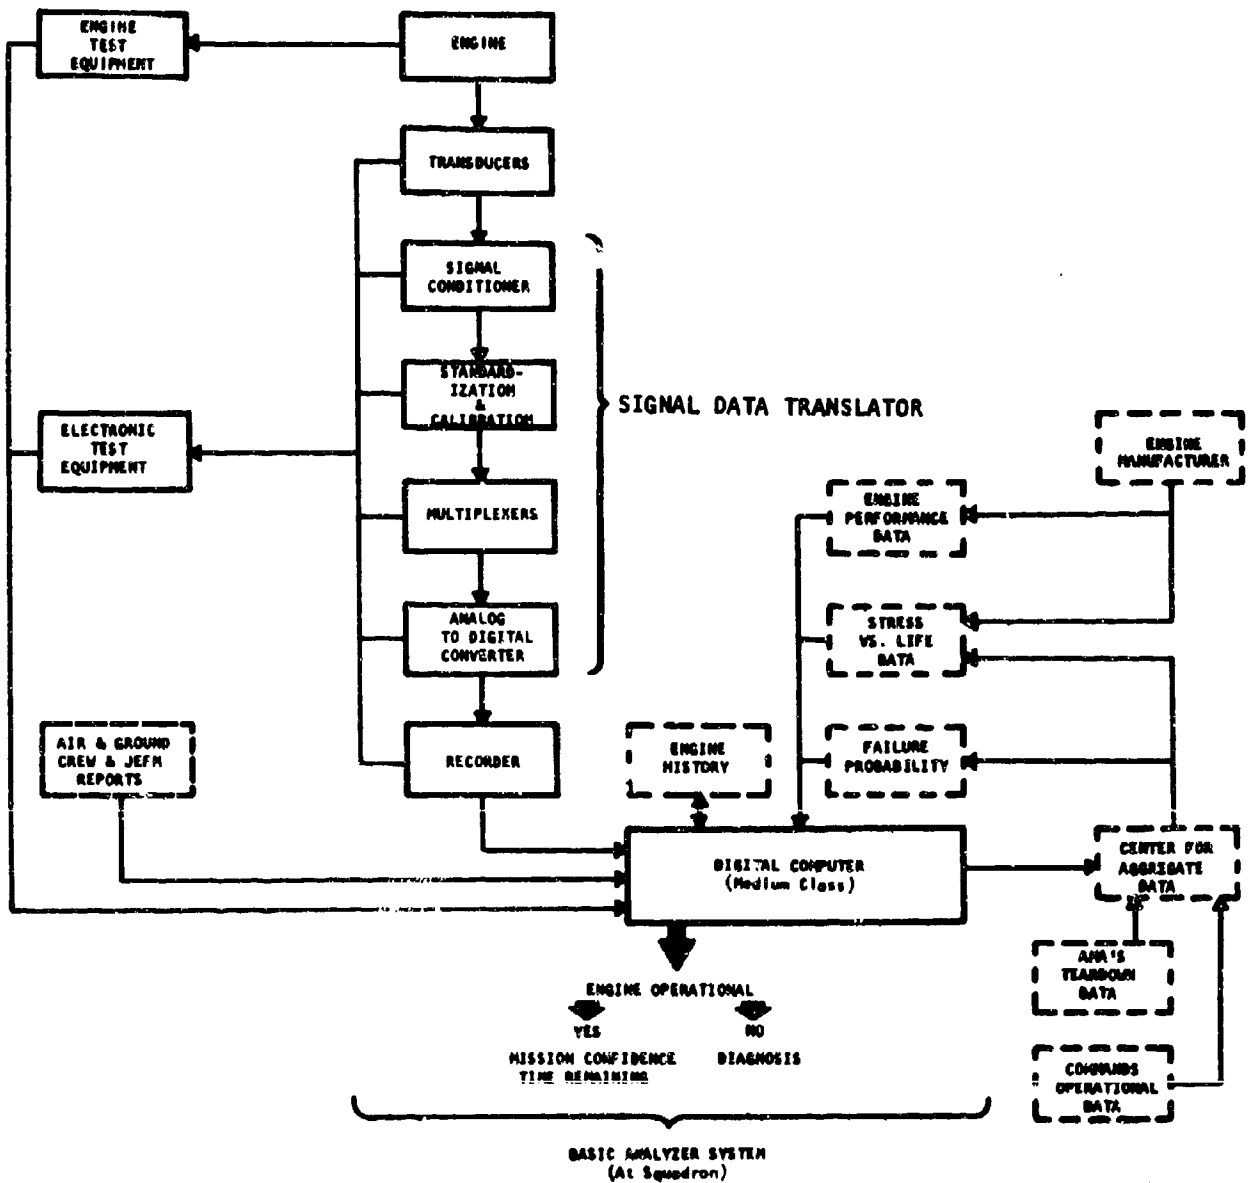 ENGINE
TEST
EQUIPMENT
ENGINE
TRANSDUCERS
SIGNAL
CONDITIONER
STANDARD-
IZATION
&
CALIBRATION
SIGNAL DATA TRANSLATOR
ELECTRONIC
TEST
EQUIPMENT
ENGINE
MANUFACTURER
MULTIPLEXERS
ENGINE
PERFORMANCE
DATA
ANALOG
TO DIGITAL
CONVERTER
STRESS
VS. LIFE
DATA
AIR & GROUND
CREW & JEFM
REPORTS
RECORDER
ENGINE
HISTORY
FAILURE
PROBABILITY
DIGITAL COMPUTER
(Medium Class)
CENTER FOR
AGGRIGATE
DATA
AMA'S
TEARDOWN
DATA
ENGINE OPERATIONAL
YES
NO
MISSION CONFIDENCE
TIME REMAINING
DIAGNOSIS
COMMANDS
OPERATIONAL
DATA
BASIC ANALYZER SYSTEM
(At Squadron)